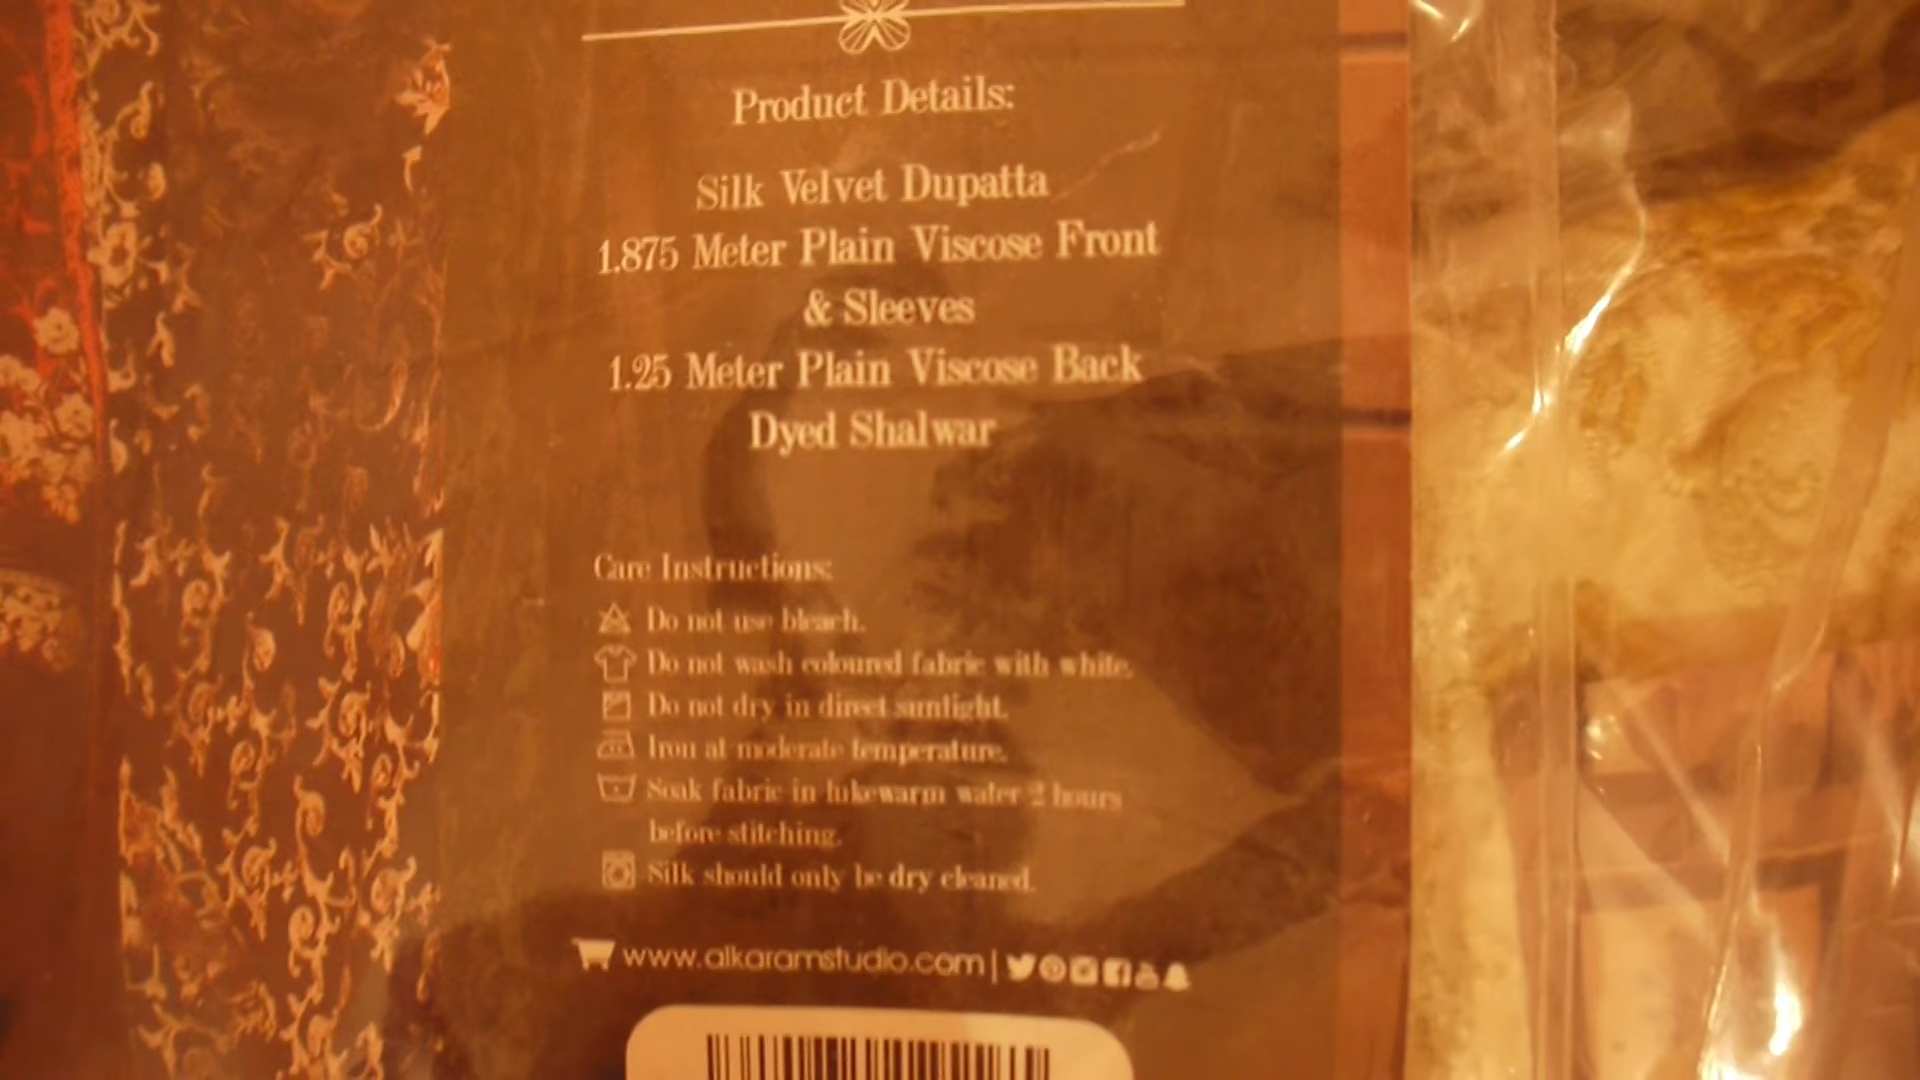 Product Details:
Silk Velvet Dupatta
1.875 Meter Plain Viscose Front
& Sleeves
1.25 Meter Plain Viscose Back
Dyed Shalwar
Care Instructions:
Do not use bleach.
Do not wash coloured fabric with white.
Do not dry in direct sunlight.
Iron at moderate temperature.
Soak fabric in lukewarm water 2 hours
before stitching.
Silk should only be dry cleaned.
www.alkaramstudio.com |